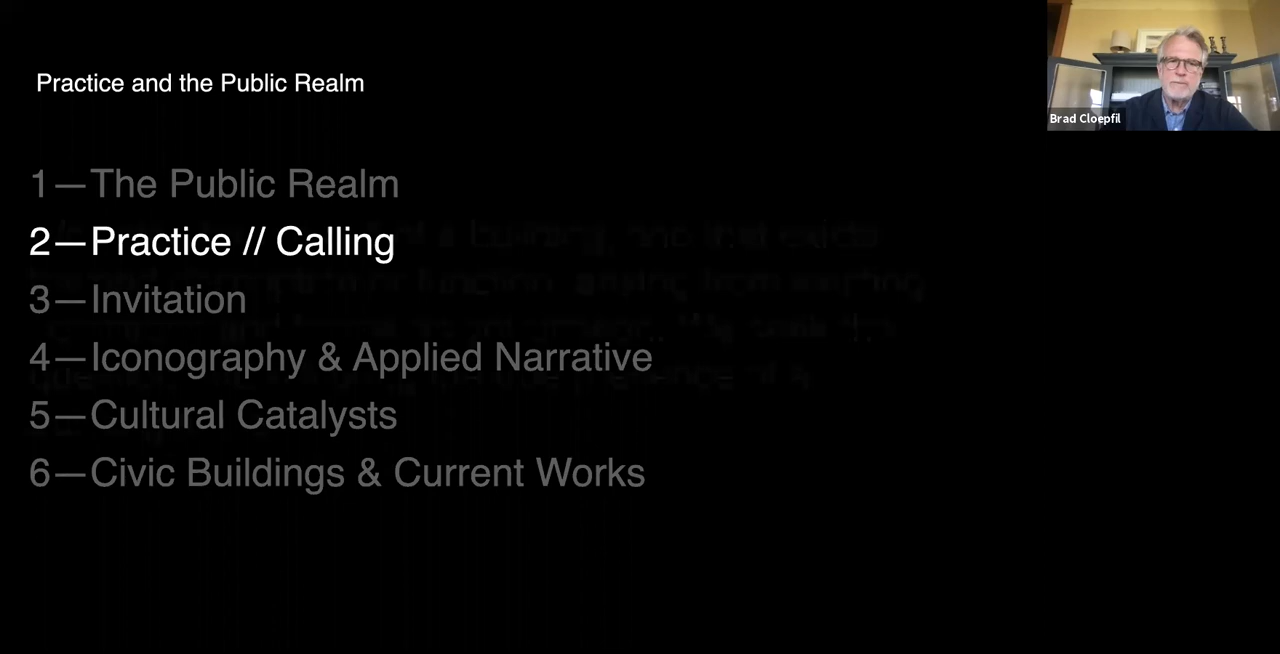 Practice and the Public Realm
Brad Cloepfil
1—The Public Realm
2—Practice // Calling
3—Invitation
4—Iconography & Applied Narrative
5—Cultural Catalysts
6—Civic Buildings & Current Works